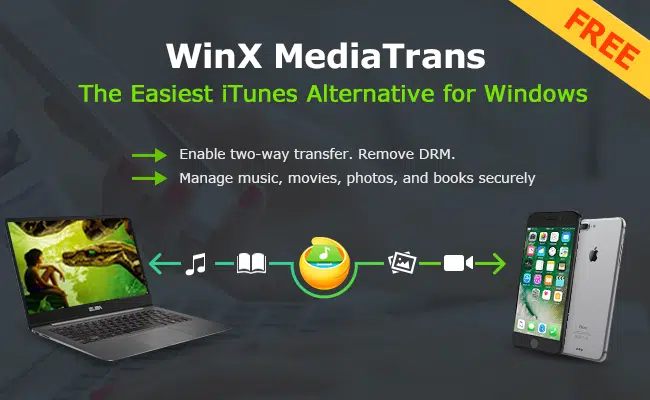 FREE
WinX MediaTrans
The Easiest iTunes Alternative for Windows
Enable two-way transfer. Remove DRM.
Manage music, movies, photos, and books securely